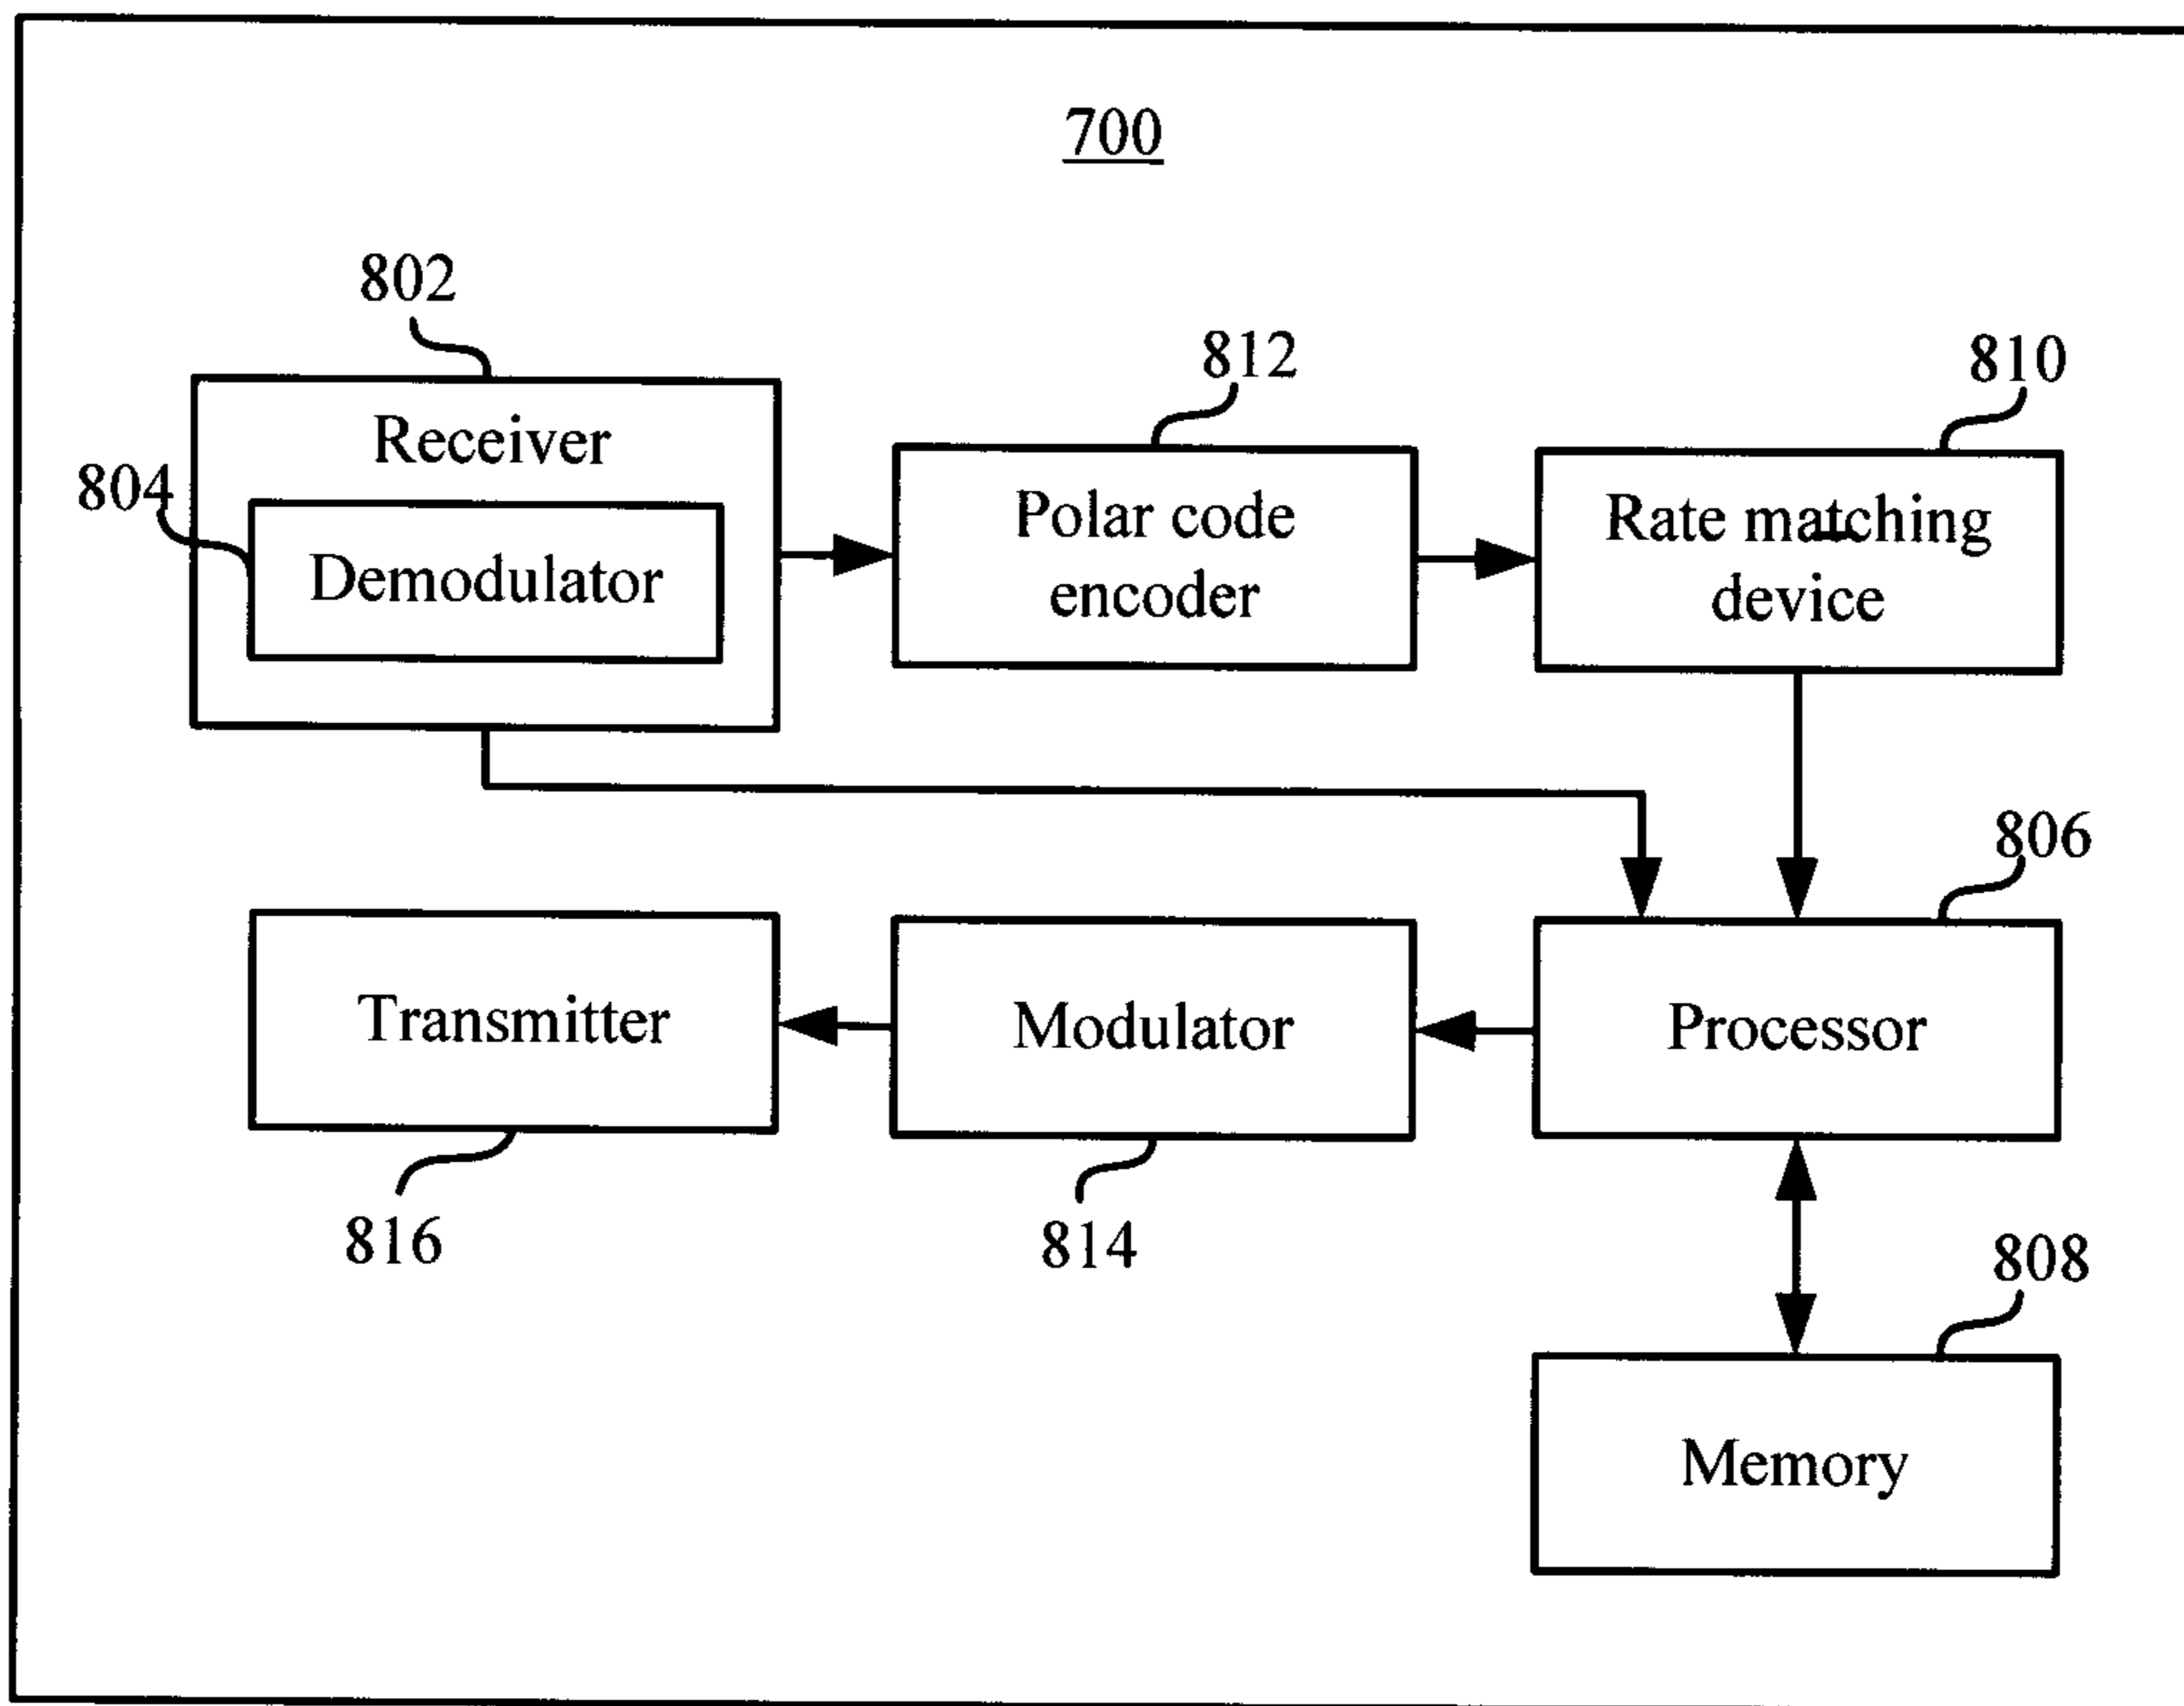 700
802
812
810
Receiver
804
Demodulator
Polar code
encoder
Rate matching
device
806
Transmitter
Modulator
Processor
816
814
808
Memory